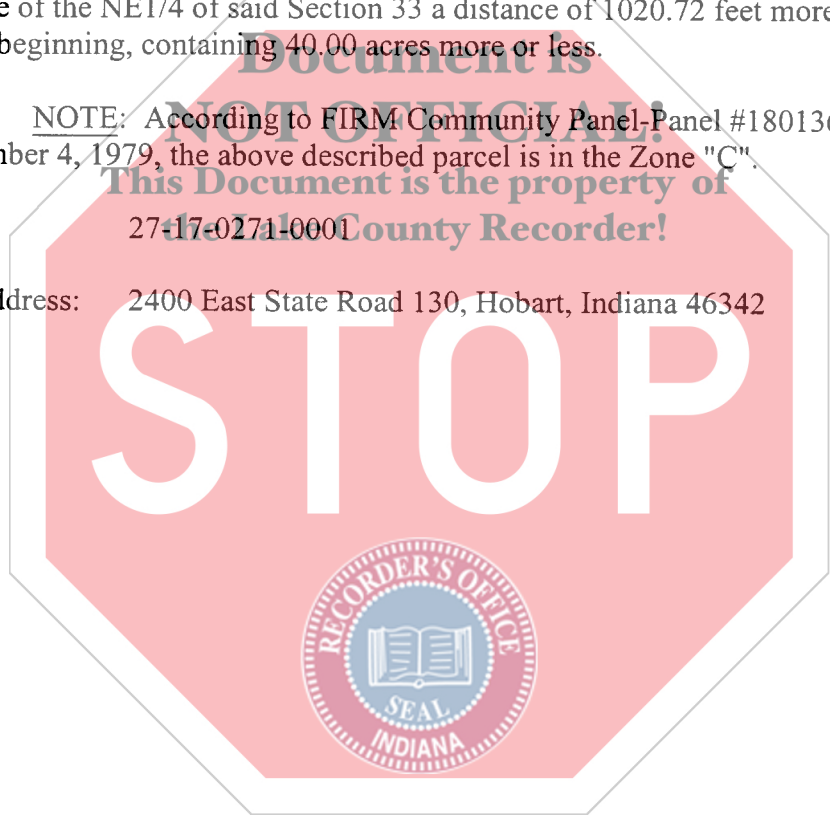 e of the NE1/4 of said Section 33 a distance of 1020.72 feet more
beginning, containing 40.00 acres more or less.
Document is
NOT OFFICIAL!
NOTE: According to FIRM Community Panel-Panel #18013
nber 4, 1979, the above described parcel is in the Zone "C".
This Document is the property of
the Lake County Recorder!
27-17-0271-0001
ddress: 2400 East State Road 130, Hobart, Indiana 46342
STOP
RECORDER'S OFFICE
SEAL
INDIANA